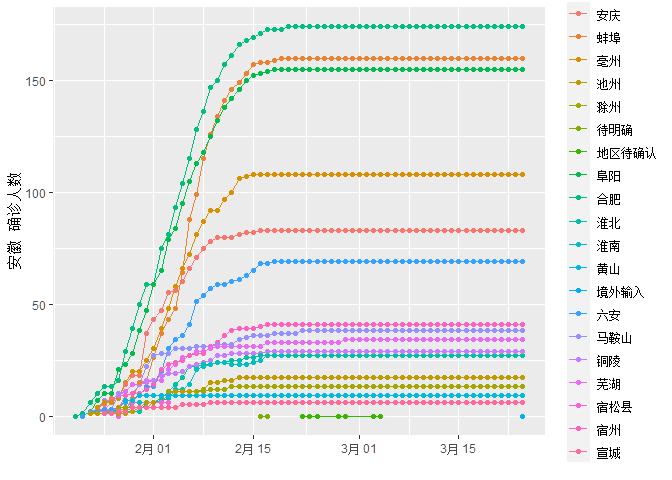 安徽 确诊人数
150
100
50
0
2月 01
2月 15
3月 01
3月 15
安庆
蚌埠
亳州
池州
滁州
待明确
地区待确认
阜阳
合肥
淮北
淮南
黄山
境外输入
六安
马鞍山
铜陵
芜湖
宿松县
宿州
宣城